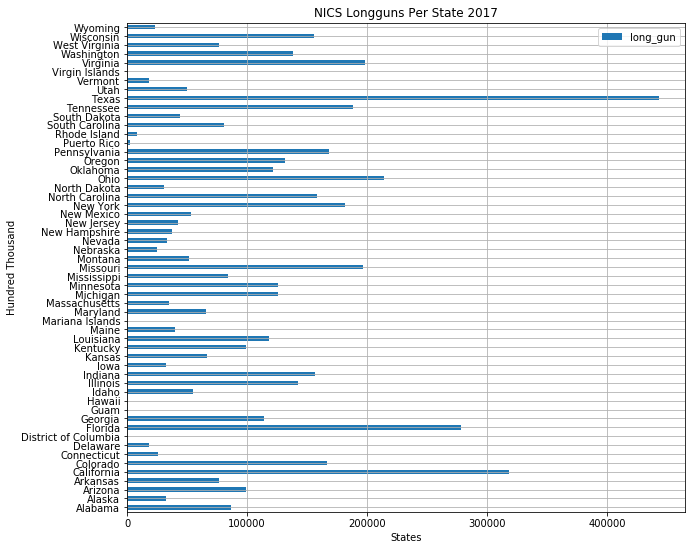 NICS Longguns Per State 2017
long_gun
Wyoming
Wisconsin
West Virginia
Washington
Virginia
Virgin Islands
Vermont
Utah
Texas
Tennessee
South Dakota
South Carolina
Rhode Island
Puerto Rico
Pennsylvania
Oregon
Oklahoma
Ohio
North Dakota
North Carolina
New York
New Mexico
New Jersey
New Hampshire
Nevada
Nebraska
Montana
Missouri
Mississippi
Minnesota
Michigan
Massachusetts
Maryland
Mariana Islands
Maine
Louisiana
Kentucky
Kansas
Iowa
Indiana
Illinois
Idaho
Hawaii
Guam
Georgia
Florida
District of Columbia
Delaware
Connecticut
Colorado
California
Arkansas
Arizona
Alaska
Alabama
Hundred Thousand
0 100000 200000 300000 400000
States